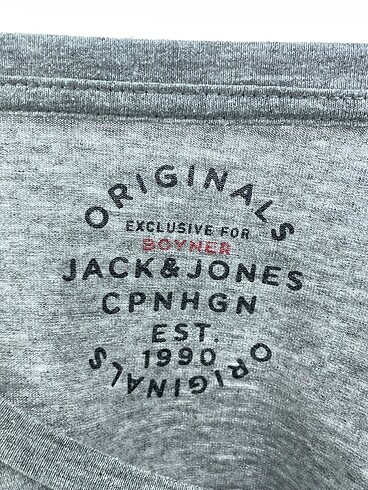 ORIGINALS
EXCLUSIVE FOR
BOYNER
JACK&JONES
CPNHGN
EST.
1990
ORIGINALS